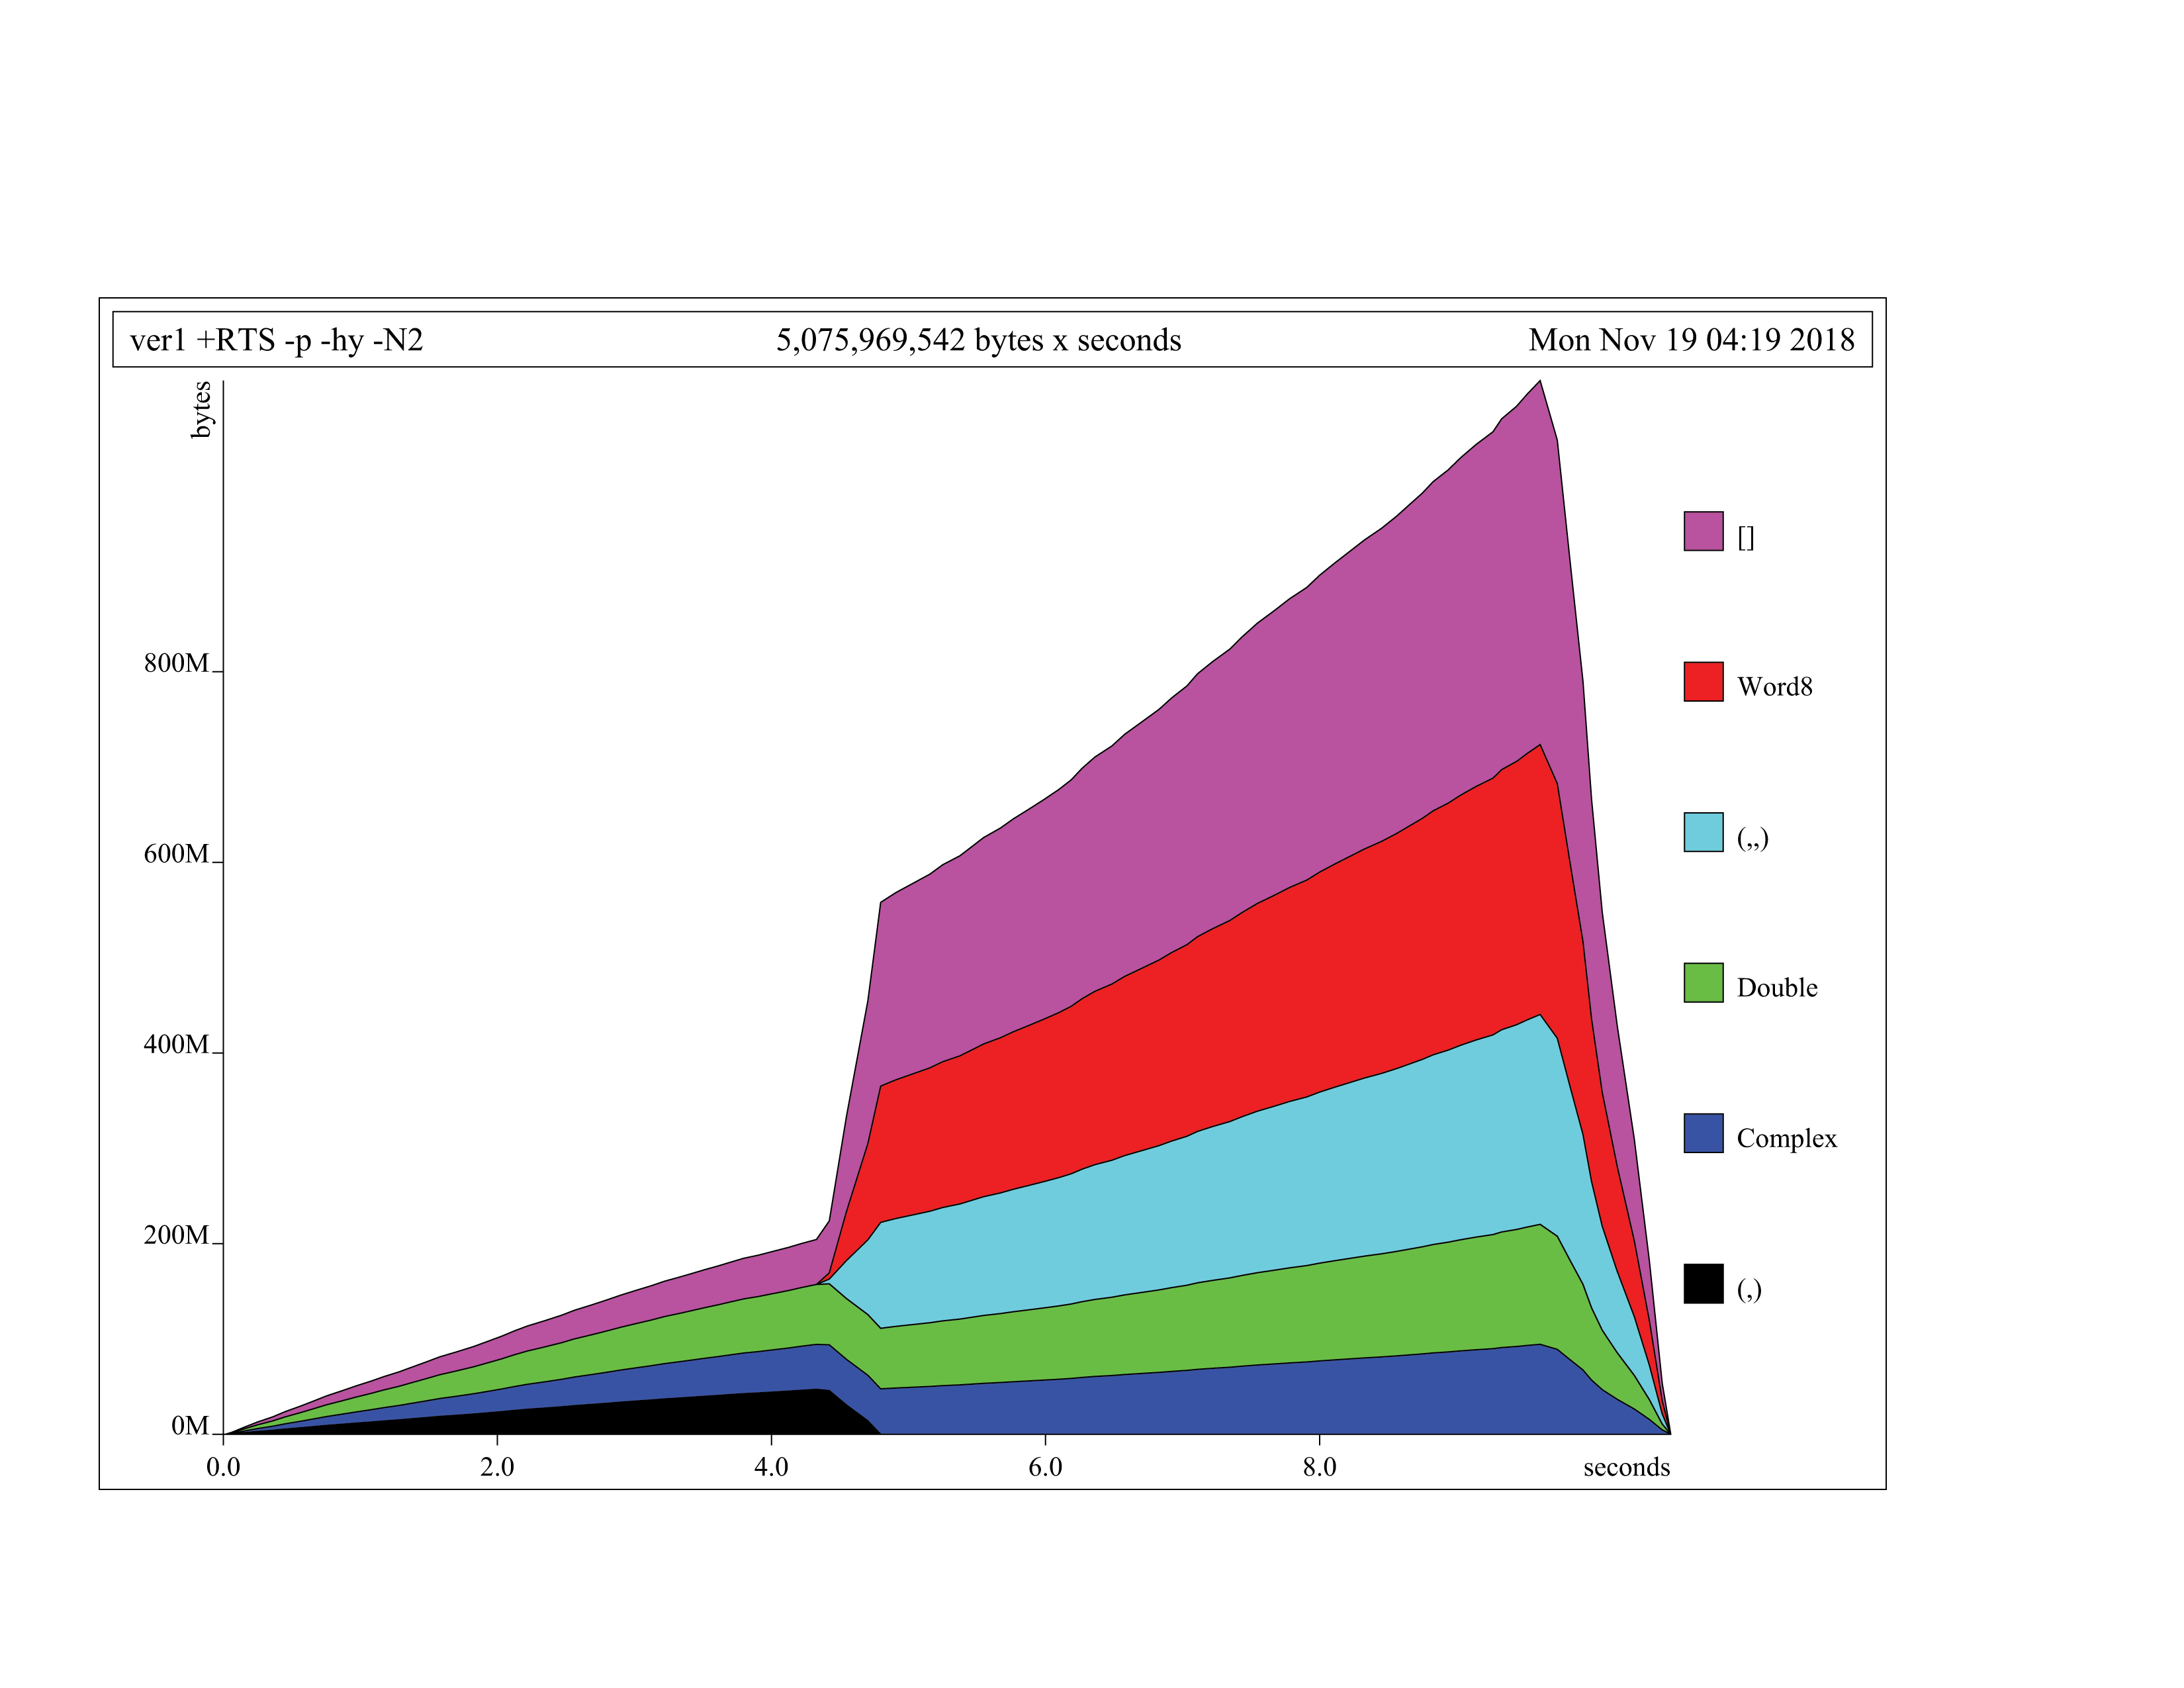 ver1 +RTS -p -hy -N2 5,075,969,542 bytes x seconds Mon Nov 19 04:19 2018
bytes
[]
800M
Word8
600M
(,,)
Double
400M
Complex
200M
(,)
0M
0.0 2.0 4.0 6.0 8.0 seconds